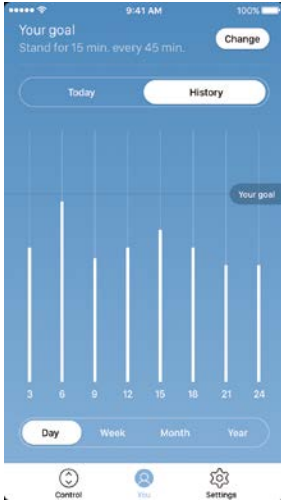 9:41 AM 100%
Your goal
Stand for 15 min. every 45 min.
Change
Today History
Your goal
3 6 9 12 15 18 21 24
Day Week Month Year
Control You Settings